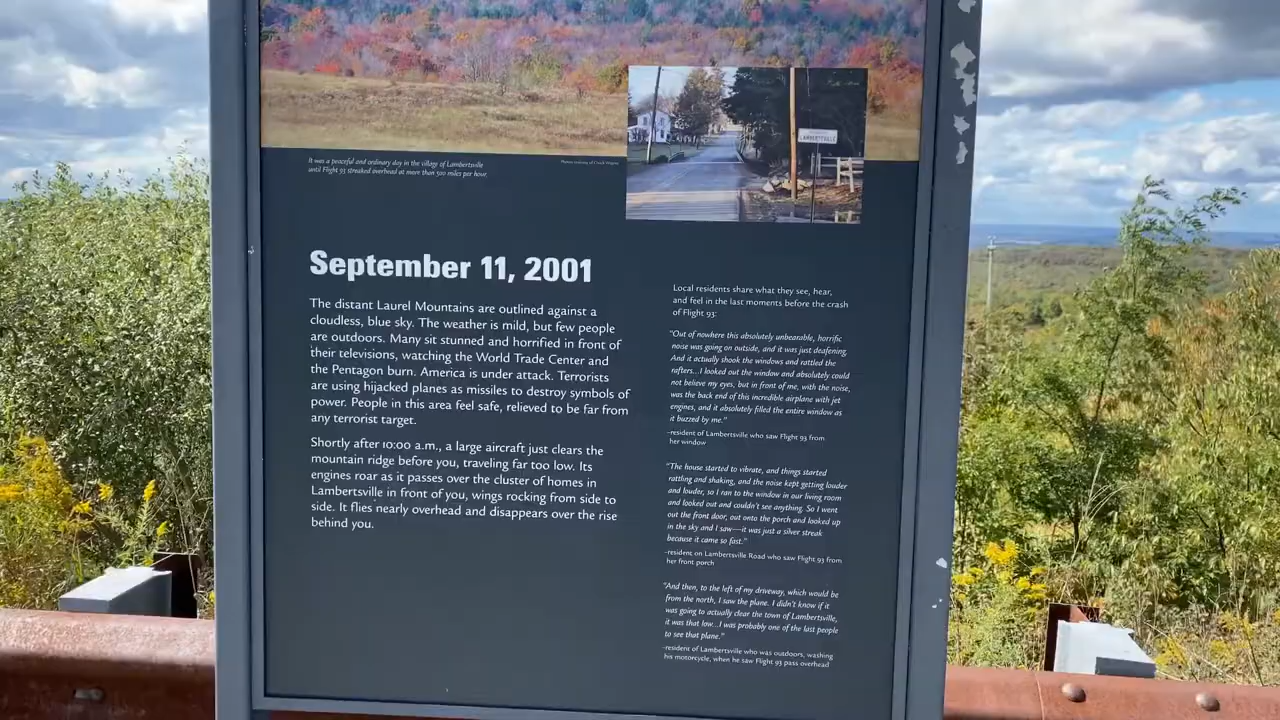 LAMBERTVILLE
It was a peaceful and ordinary day in the village of Lambertsville
until Flight 93 streaked overhead at more than 500 miles per hour.
September 11, 2001
The distant Laurel Mountains are outlined against a
cloudless, blue sky. The weather is mild, but few people
are outdoors. Many sit stunned and horrified in front of
their televisions, watching the World Trade Center and
the Pentagon burn. America is under attack. Terrorists
are using hijacked planes as missiles to destroy symbols of
power. People in this area feel safe, relieved to be far from
any terrorist target.
Shortly after 10:00 a.m., a large aircraft just clears the
mountain ridge before you, traveling far too low. Its
engines roar as it passes over the cluster of homes in
Lambertsville in front of you, wings rocking from side to
side. It flies nearly overhead and disappears over the rise
behind you.
Local residents share what they see, hear,
and feel in the last moments before the crash
of Flight 93:
"Out of nowhere this absolutely unbearable, horrific
noise was going on outside, and it was just deafening.
And it actually shook the windows and rattled the
rafters...I looked out the window and absolutely could
not believe my eyes, but in front of me, with the noise,
was the back end of this incredible airplane with jet
engines, and it absolutely filled the entire window as
it buzzed by me."
-resident of Lambertsville who saw Flight 93 from
her window
"The house started to vibrate, and things started
rattling and shaking, and the noise kept getting louder
and louder, so I ran to the window in our living room
and looked out and couldn't see anything. So I went
out the front door, out onto the porch and looked up
in the sky and I saw—it was just a silver streak
because it came so fast."
-resident on Lambertsville Road who saw Flight 93 from
her front porch
"And then, to the left of my driveway, which would be
from the north, I saw the plane. I didn't know if it
was going to actually clear the town of Lambertsville,
it was that low...I was probably one of the last people
to see that plane."
-resident of Lambertsville who was outdoors, washing
his motorcycle, when he saw Flight 93 pass overhead